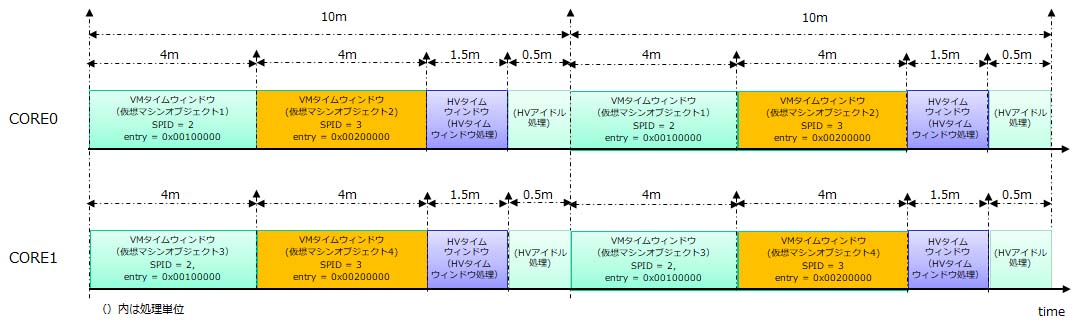 10m
10m
4m
4m
1.5m
0.5m
4m
4m
1.5m
0.5m
CORE0
VMタイムウィンドウ
(仮想マシンオブジェクト1)
SPID = 2
entry = 0x00100000
VMタイムウィンドウ
(仮想マシンオブジェクト2)
SPID = 3
entry = 0x00200000
HVタイム
ウィンドウ
(HVタイム
ウィンドウ処理)
(HVアイドル
処理)
VMタイムウィンドウ
(仮想マシンオブジェクト1)
SPID = 2
entry = 0x00100000
VMタイムウィンドウ
(仮想マシンオブジェクト2)
SPID = 3
entry = 0x00200000
HVタイム
ウィンドウ
(HVタイム
ウィンドウ処理)
(HVアイドル
処理)
4m
4m
1.5m
0.5m
4m
4m
1.5m
0.5m
CORE1
VMタイムウィンドウ
(仮想マシンオブジェクト3)
SPID = 2,
entry = 0x00100000
VMタイムウィンドウ
(仮想マシンオブジェクト4)
SPID = 3
entry = 0x00200000
HVタイム
ウィンドウ
(HVタイム
ウィンドウ処理)
(HVアイドル
処理)
VMタイムウィンドウ
(仮想マシンオブジェクト3)
SPID = 2,
entry = 0x00100000
VMタイムウィンドウ
(仮想マシンオブジェクト4)
SPID = 3
entry = 0x00200000
HVタイム
ウィンドウ
(HVタイム
ウィンドウ処理)
(HVアイドル
処理)
()内は処理単位
time